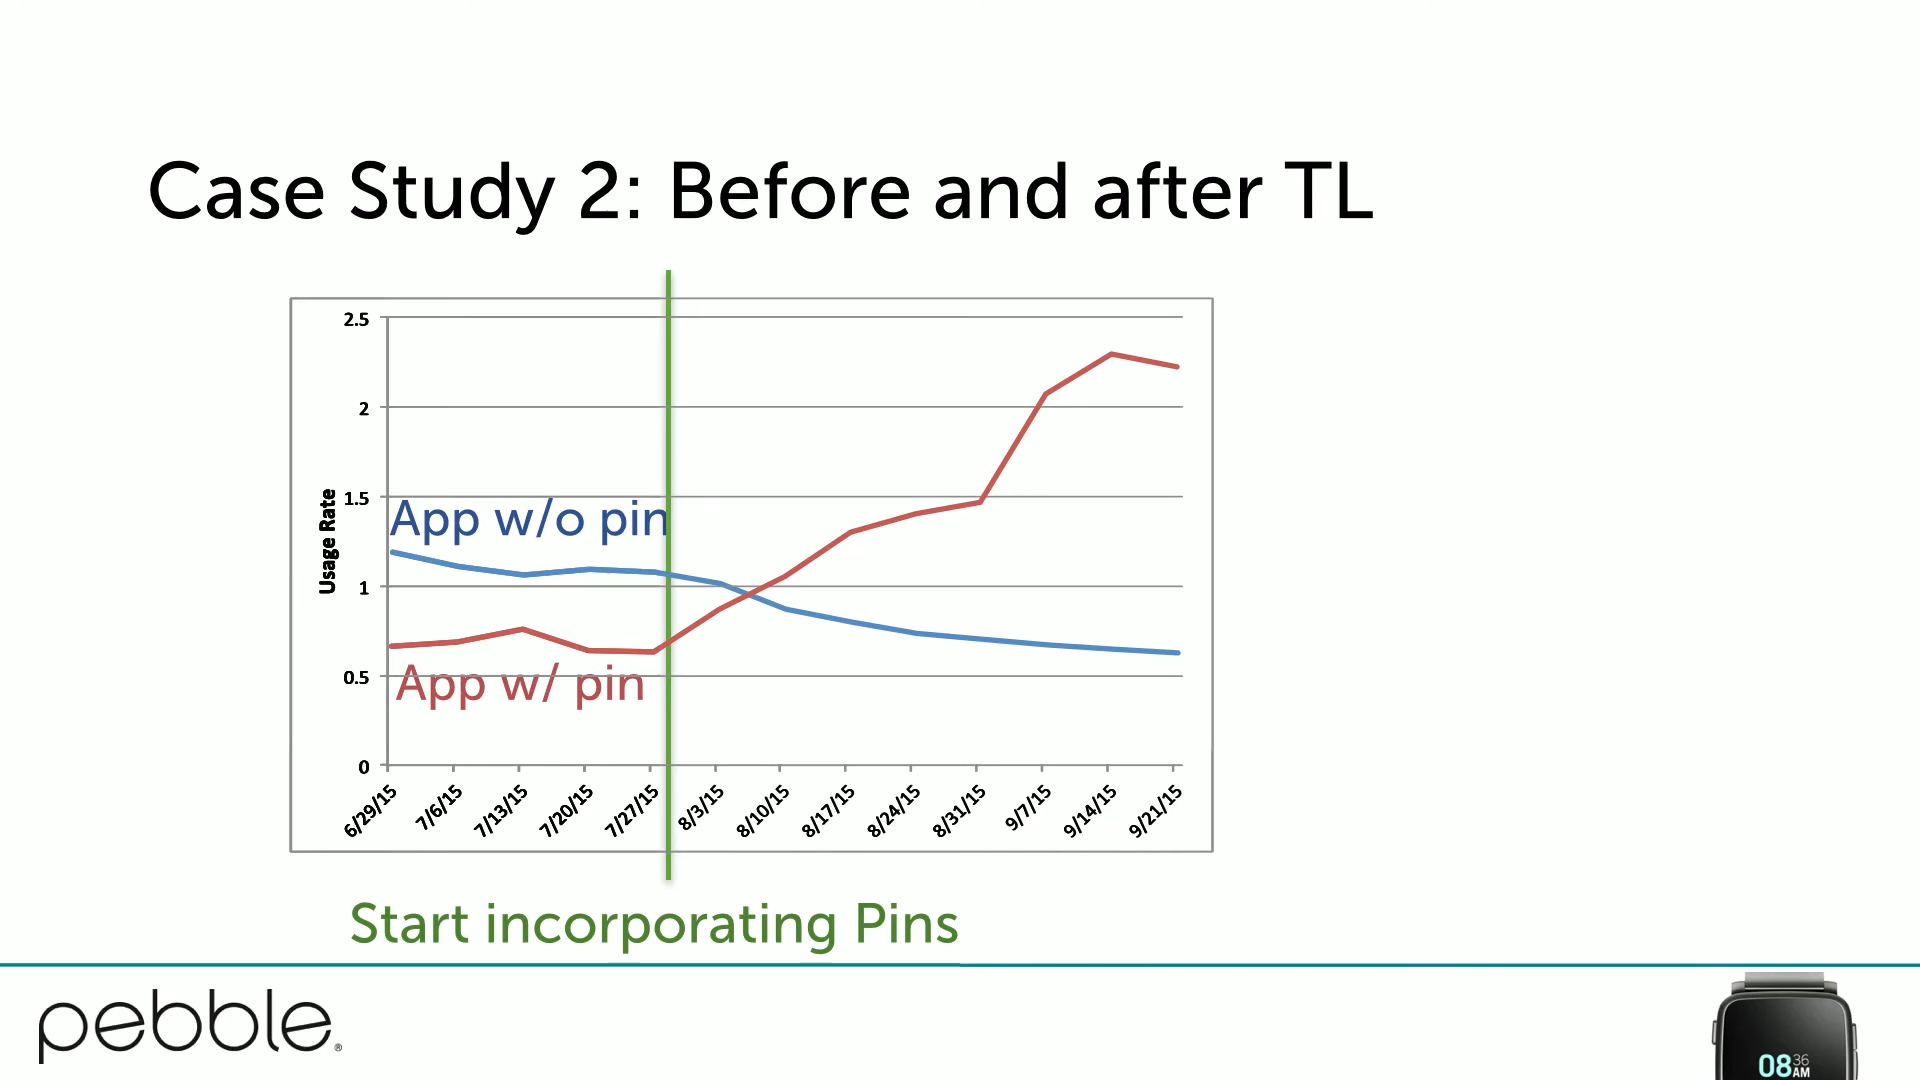 Case Study 2: Before and after TL
2.5
2
1.5
1
0.5
0
Usage Rate
App w/o pin
App w/ pin
6/29/15 7/6/15 7/13/15 7/20/15 7/27/15 8/3/15 8/10/15 8/17/15 8/24/15 8/31/15 9/7/15 9/14/15 9/21/15
Start incorporating Pins
pebble®
08 36 AM